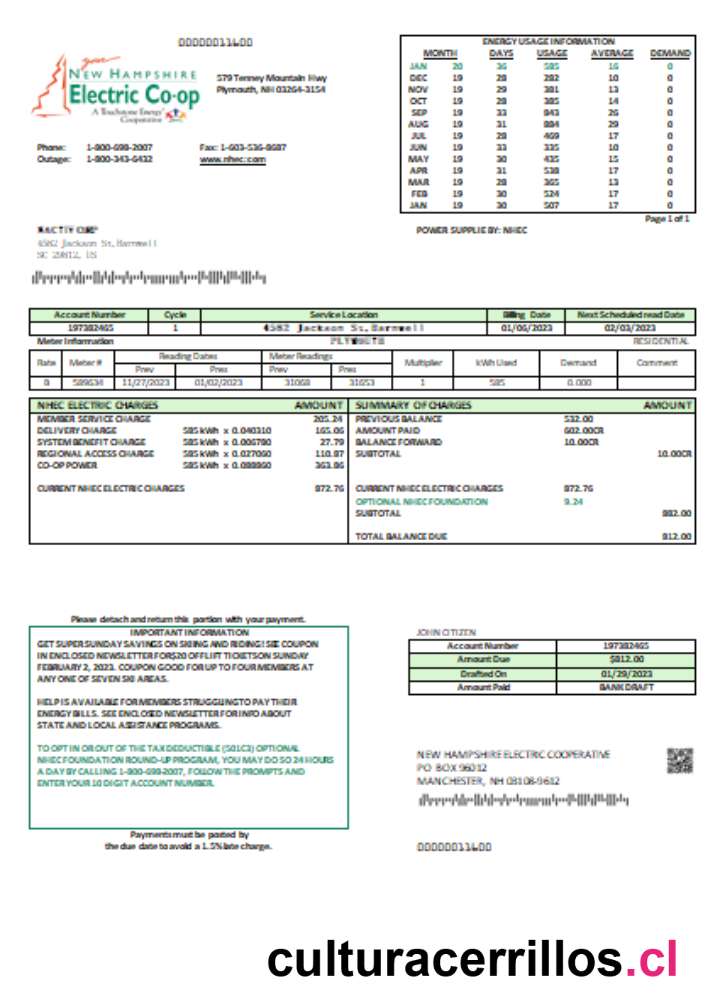 00000011600
579 Tenney Mountain Hwy
Plymouth, NH 03264-3154
NEW HAMPSHIRE
Electric Co-op
A Touchstone Energy
Cooperative
Phone: 1-800-698-2007 Fax: 1-603-536-8687
Outage: 1-800-343-6432 www.nhec.com
ENERGY USAGE INFORMATION
MONTH DAYS USAGE AVERAGE DEMAND
JAN 20 36 585 16 0
DEC 19 28 282 10 0
NOV 19 29 381 13 0
OCT 19 28 385 14 0
SEP 19 33 843 26 0
AUG 19 31 884 29 0
JUL 19 28 469 17 0
JUN 19 33 335 10 0
MAY 19 30 435 15 0
APR 19 31 538 17 0
MAR 19 28 365 13 0
FEB 19 30 524 17 0
JAN 19 30 507 17 0
Page 1 of 1
POWER SUPPLIE BY: NHEC
4582 Jackson St, Barnwell
SC 29812, US
Account Number Cycle Service Location Billing Date Next Scheduled read Date
197382465 1 4582 Jackson St, Barnwell 01/06/2023 02/03/2023
Meter Information PLYMOUTH RESIDENTIAL
Rate Meter # Reading Dates Meter Readings Multiplier kWh Used Demand Comment
Prev Pres Prev Pres
589634 11/27/2023 01/02/2023 31068 31653 1 585 0.000
NHEC ELECTRIC CHARGES AMOUNT
MEMBER SERVICE CHARGE 205.24
DELIVERY CHARGE 585 kWh x 0.040310 165.06
SYSTEM BENEFIT CHARGE 585 kWh x 0.006780 27.79
REGIONAL ACCESS CHARGE 585 kWh x 0.027060 110.87
CO-OP POWER 585 kWh x 0.088860 363.86
CURRENT NHEC ELECTRIC CHARGES 872.76
SUMMARY OF CHARGES AMOUNT
PREVIOUS BALANCE 532.00
AMOUNT PAID 602.00CR
BALANCE FORWARD 10.00CR
SUBTOTAL 10.00CR
CURRENT NHEC ELECTRIC CHARGES 872.76
OPTIONAL NHEC FOUNDATION 9.24
SUBTOTAL 882.00
TOTAL BALANCE DUE 812.00
Please detach and return this portion with your payment.
IMPORTANT INFORMATION
GET SUPER SUNDAY SAVINGS ON SKIING AND RIDING! SEE COUPON
IN ENCLOSED NEWSLETTER FOR $20 OFF LIFT TICKETS ON SUNDAY
FEBRUARY 2, 2023. COUPON GOOD FOR UP TO FOUR MEMBERS AT
ANY ONE OF SEVEN SKI AREAS.
HELP IS AVAILABLE FOR MEMBERS STRUGGLING TO PAY THEIR
ENERGY BILLS. SEE ENCLOSED NEWSLETTER FOR INFO ABOUT
STATE AND LOCAL ASSISTANCE PROGRAMS.
TO OPT IN OR OUT OF THE TAX DEDUCTIBLE (501C3) OPTIONAL
NHEC FOUNDATION ROUND-UP PROGRAM, YOU MAY DO SO 24 HOURS
A DAY BY CALLING 1-800-698-2007, FOLLOW THE PROMPTS AND
ENTER YOUR 10 DIGIT ACCOUNT NUMBER.
Payments must be posted by
the due date to avoid a 1.5% late charge.
JOHN CITIZEN
Account Number 197382465
Amount Due $812.00
Drafted On 01/29/2023
Amount Paid BANK DRAFT
NEW HAMPSHIRE ELECTRIC COOPERATIVE
PO BOX 96012
MANCHESTER, NH 03108-9612
00000011600
culturacerrillos.cl